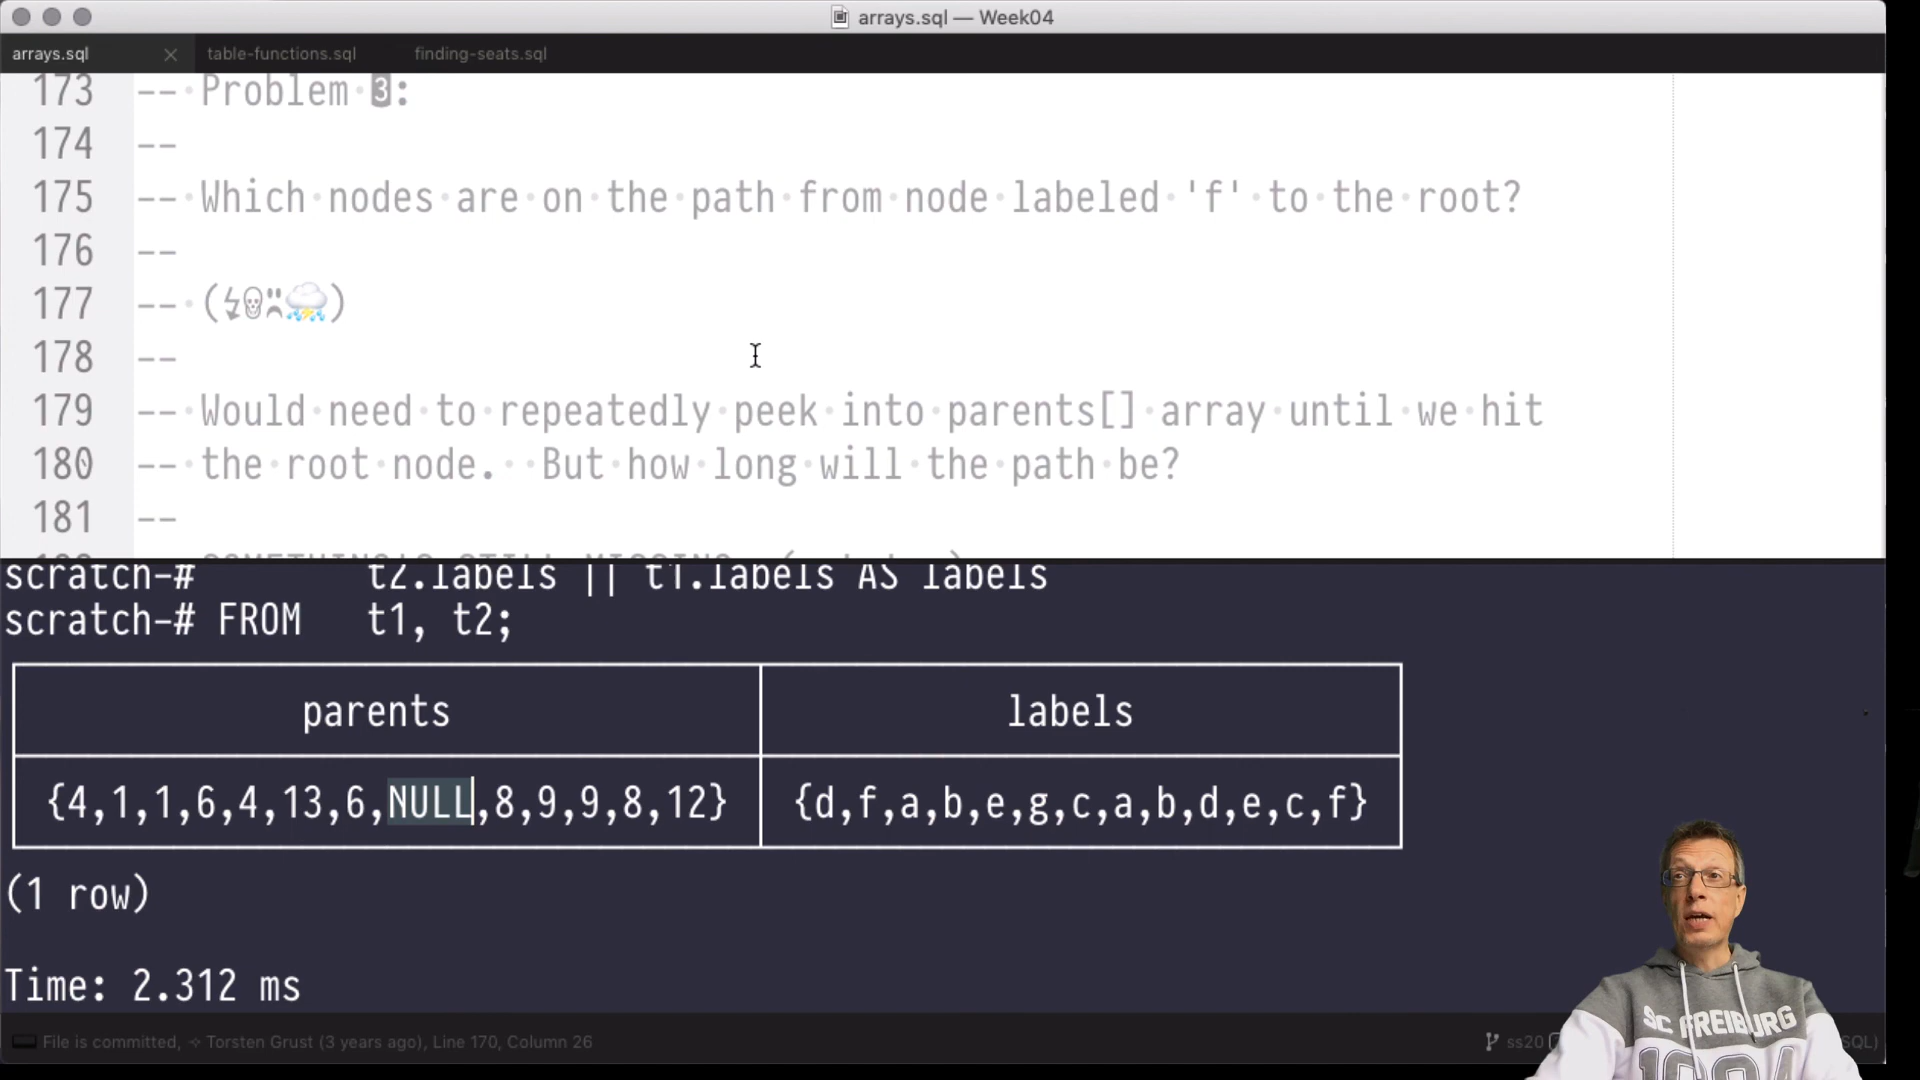 arrays.sql — Week04
arrays.sql
table-functions.sql
finding-seats.sql
173 -- Problem 3:
174 --
175 -- Which nodes are on the path from node labeled 'f' to the root?
176 --
177 -- (↯💀☹⛈)
178 --
179 -- Would need to repeatedly peek into parents[] array until we hit
180 -- the root node. But how long will the path be?
181 --
scratch-# t2.labels || t1.labels AS labels
scratch-# FROM t1, t2;
parents labels
{4,1,1,6,4,13,6,NULL,8,9,9,8,12} {d,f,a,b,e,g,c,a,b,d,e,c,f}
(1 row)
Time: 2.312 ms
File is committed, Torsten Grust (3 years ago), Line 170, Column 26
ss20
SQL)
SC FREIBURG